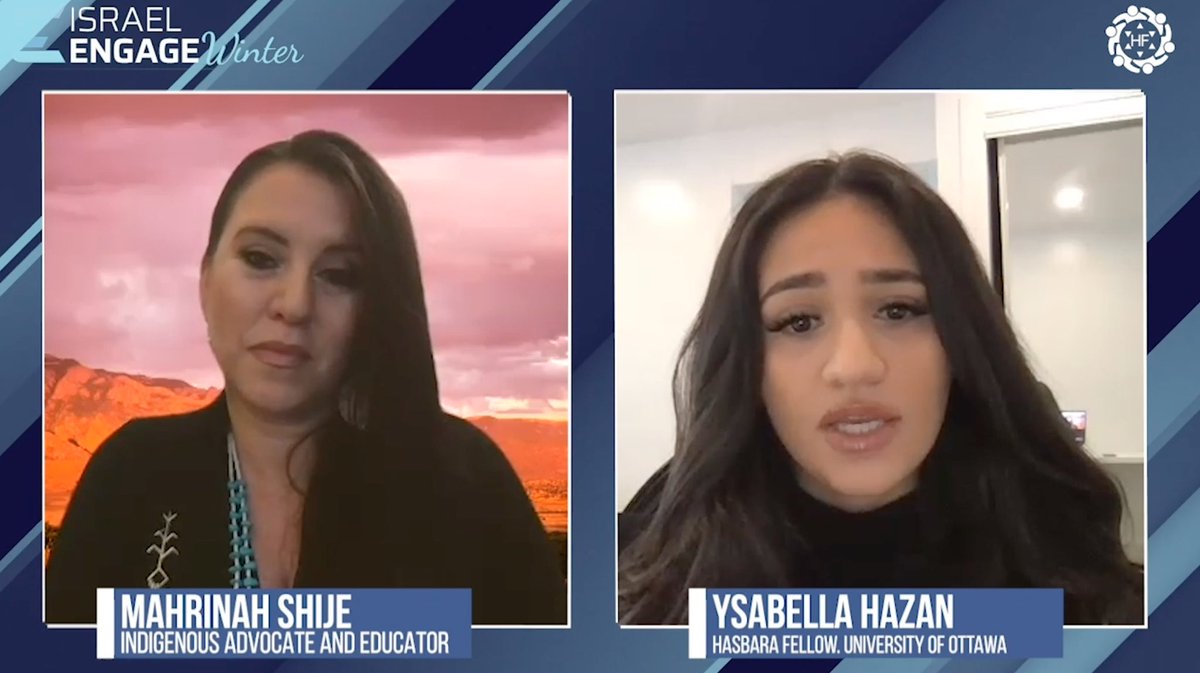 ISRAEL
ENGAGE Winter
HF
MAHRINAH SHIJE
INDIGENOUS ADVOCATE AND EDUCATOR
YSABELLA HAZAN
HASBARA FELLOW. UNIVERSITY OF OTTAWA